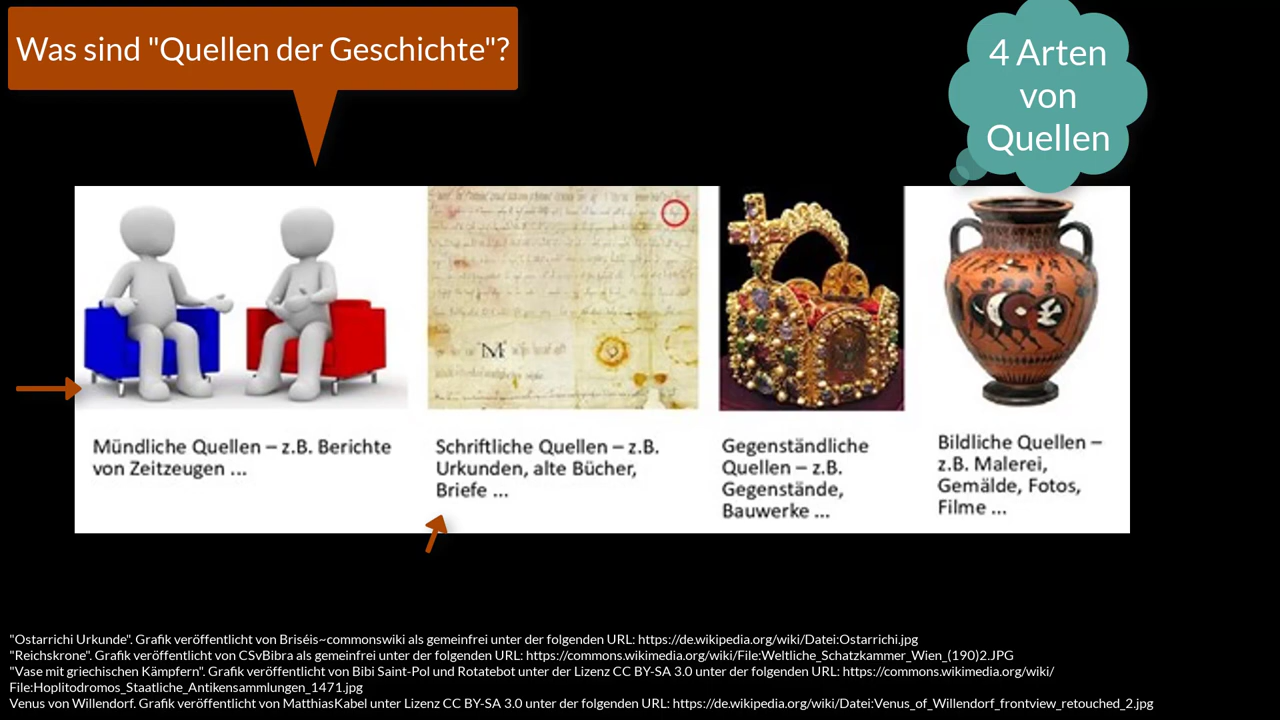 Was sind "Quellen der Geschichte"?
4 Arten
von
Quellen
Mündliche Quellen – z.B. Berichte
von Zeitzeugen ...
Schriftliche Quellen – z.B.
Urkunden, alte Bücher,
Briefe ...
Gegenständliche
Quellen – z.B.
Gegenstände,
Bauwerke ...
Bildliche Quellen –
z.B. Malerei,
Gemälde, Fotos,
Filme ...
"Ostarrichi Urkunde". Grafik veröffentlicht von Briséis~commonswiki als gemeinfrei unter der folgenden URL: https://de.wikipedia.org/wiki/Datei:Ostarrichi.jpg
"Reichskrone". Grafik veröffentlicht von CSvBibra als gemeinfrei unter der folgenden URL: https://commons.wikimedia.org/wiki/File:Weltliche_Schatzkammer_Wien_(190)2.JPG
"Vase mit griechischen Kämpfern". Grafik veröffentlicht von Bibi Saint-Pol und Rotatebot unter der Lizenz CC BY-SA 3.0 unter der folgenden URL: https://commons.wikimedia.org/wiki/
File:Hoplitodromos_Staatliche_Antikensammlungen_1471.jpg
Venus von Willendorf. Grafik veröffentlicht von MatthiasKabel unter Lizenz CC BY-SA 3.0 unter der folgenden URL: https://de.wikipedia.org/wiki/Datei:Venus_of_Willendorf_frontview_retouched_2.jpg